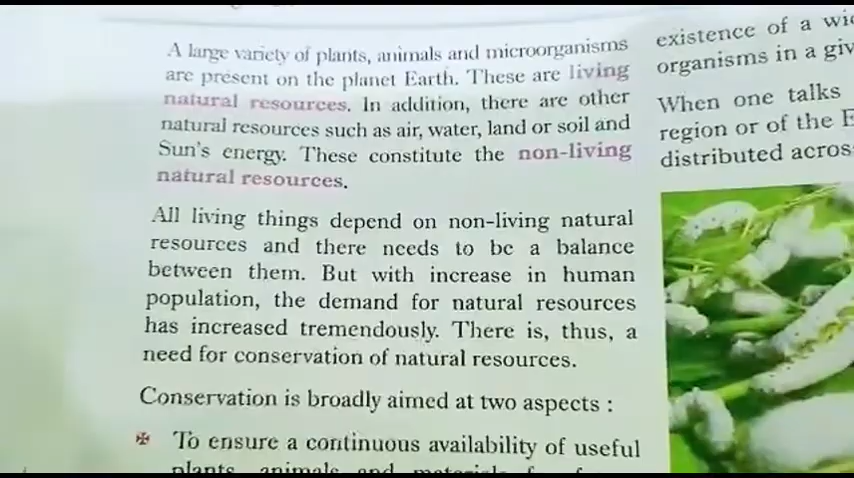 A large variety of plants, animals and microorganisms
are present on the planet Earth. These are living
natural resources. In addition, there are other
natural resources such as air, water, land or soil and
Sun's energy. These constitute the non-living
natural resources.
All living things depend on non-living natural
resources and there needs to be a balance
between them. But with increase in human
population, the demand for natural resources
has increased tremendously. There is, thus, a
need for conservation of natural resources.
Conservation is broadly aimed at two aspects :
✠ To ensure a continuous availability of useful
plants, animals and materials
existence of a
organisms in a
When one talks
region or of the
distributed